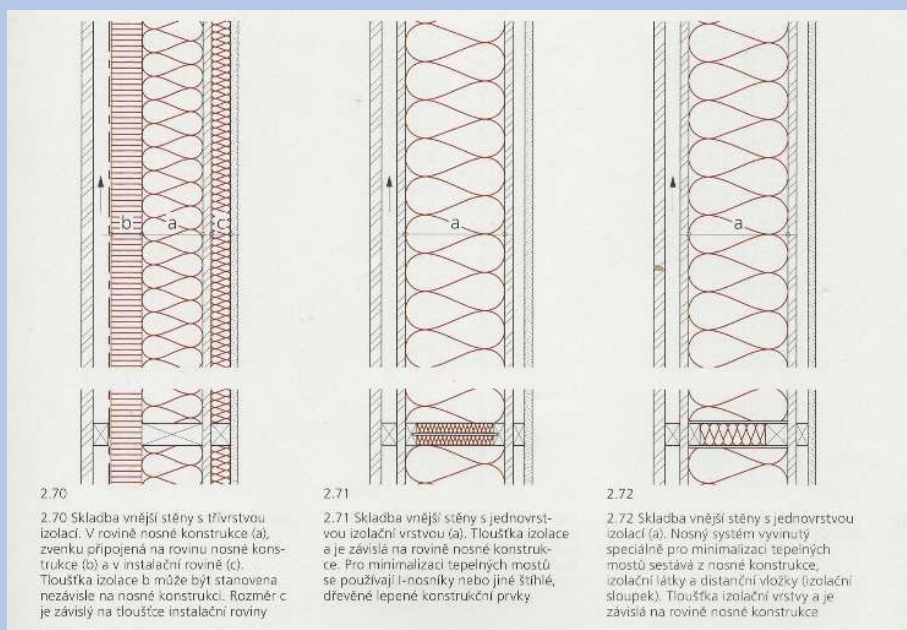 b a c
a
a
2.70
2.70 Skladba vnější stěny s třívrstvou
izolací. V rovině nosné konstrukce (a),
zvenku připojená na rovinu nosné kons-
trukce (b) a v instalační rovině (c).
Tloušťka izolace b může být stanovena
nezávisle na nosné konstrukci. Rozměr c
je závislý na tloušťce instalační roviny
2.71
2.71 Skladba vnější stěny s jednovrst-
vou izolační vrstvou (a). Tloušťka izolace
a je závislá na rovině nosné konstruk-
ce. Pro minimalizaci tepelných mostů
se používají I-nosníky nebo jiné štíhlé,
dřevěné lepené konstrukční prvky
2.72
2.72 Skladba vnější stěny s jednovrstvou
izolací (a). Nosný systém vyvinutý
speciálně pro minimalizaci tepelných
mostů sestává z nosné konstrukce,
izolační látky a distanční vložky (izolační
sloupek). Tloušťka izolační vrstvy a je
závislá na rovině nosné konstrukce